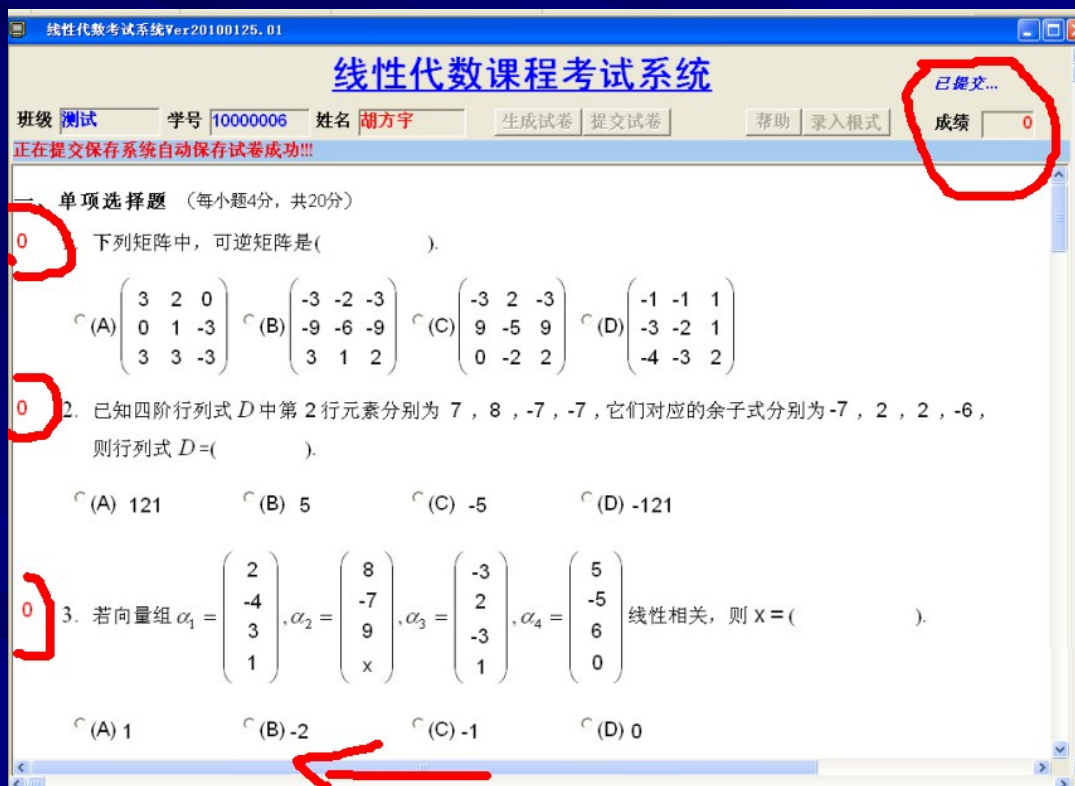 线性代数考试系统Ver20100125.01
线性代数课程考试系统
已提交...
班级 测试 学号 10000006 姓名 胡方宇 生成试卷 提交试卷 帮助 录入根式 成绩 0
正在提交保存系统自动保存试卷成功!!!
一、单项选择题 （每小题4分，共20分）
0 下列矩阵中，可逆矩阵是( ).
3 2 0 -3 -2 -3 -3 2 -3 -1 -1 1
(A) 0 1 -3 (B) -9 -6 -9 (C) 9 -5 9 (D) -3 -2 1
3 3 -3 3 1 2 0 -2 2 -4 -3 2
0 2. 已知四阶行列式 D 中第 2 行元素分别为 7 , 8 , -7 , -7 , 它们对应的余子式分别为 -7 , 2 , 2 , -6 ,
则行列式 D =( ).
(A) 121 (B) 5 (C) -5 (D) -121
2 8 -3 5
-4 -7 2 -5
0 3. 若向量组 α₁ = ,α₂ = ,α₃ = ,α₄ = 线性相关，则 x = ( ).
3 9 -3 6
1 x 1 0
(A) 1 (B) -2 (C) -1 (D) 0